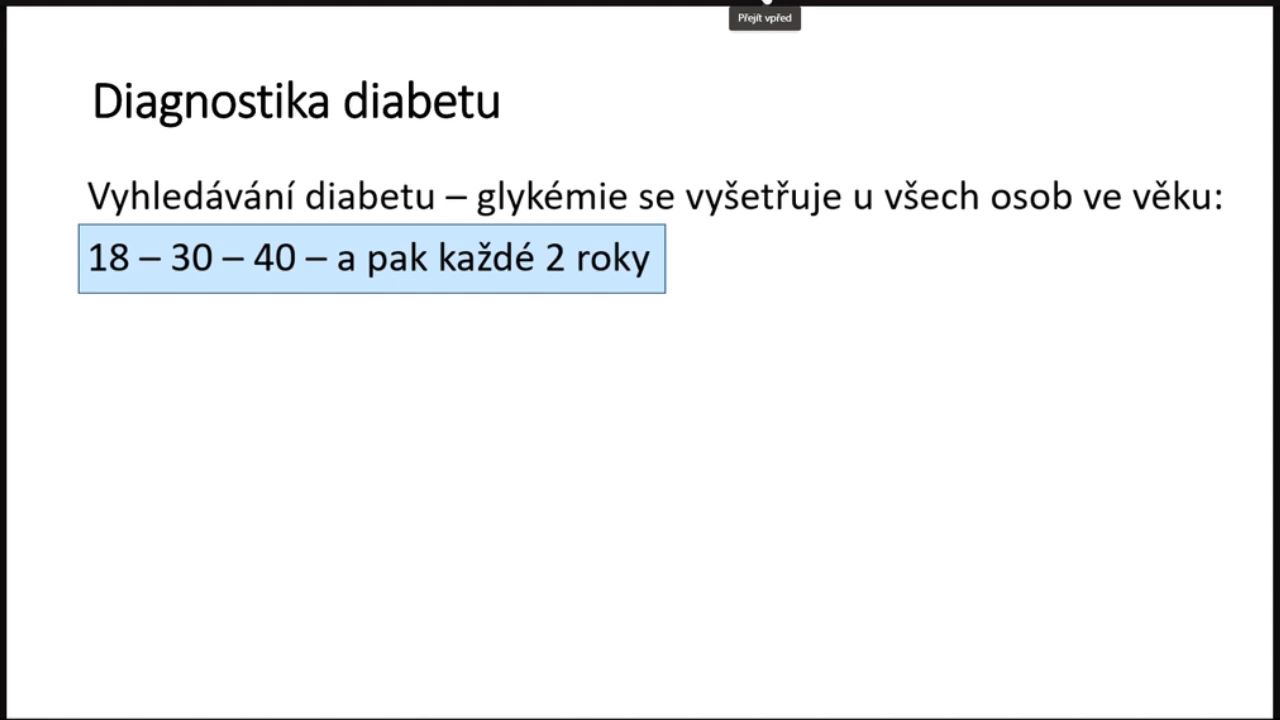 Přejít vpřed
Diagnostika diabetu
Vyhledávání diabetu – glykémie se vyšetřuje u všech osob ve věku:
18 – 30 – 40 – a pak každé 2 roky